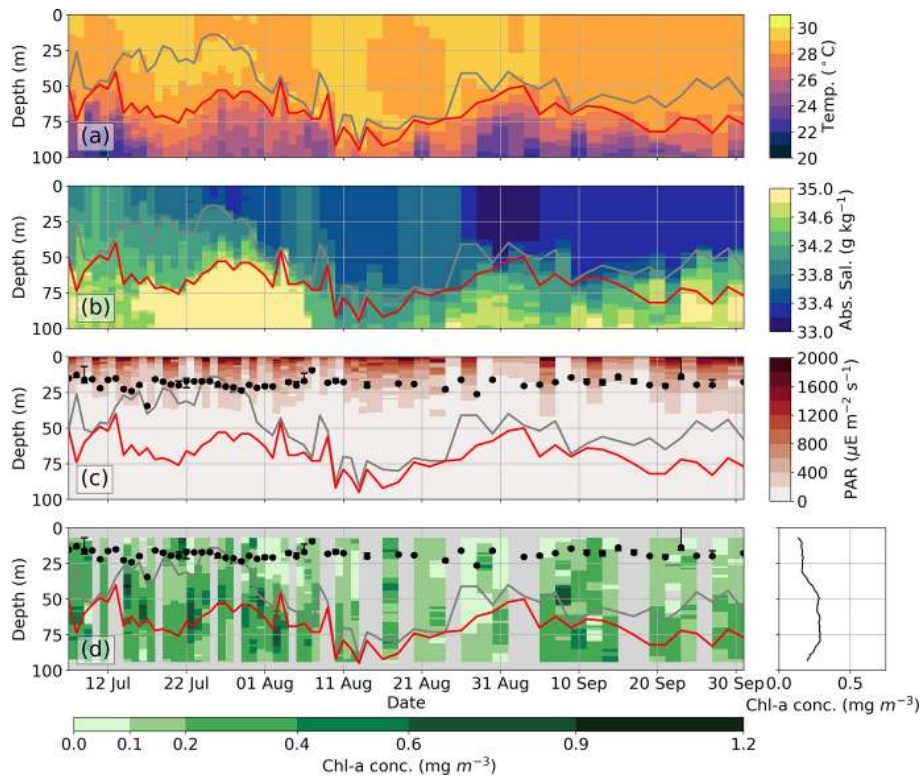 0
25
50
75
100
Depth (m)
(a)
30
28
26
24
22
20
Temp. (°C)
0
25
50
75
100
Depth (m)
(b)
35.0
34.6
34.2
33.8
33.4
33.0
Abs. Sal. (g kg⁻¹)
0
25
50
75
100
Depth (m)
(c)
2000
1600
1200
800
400
0
PAR (μE m⁻² s⁻¹)
0
25
50
75
100
Depth (m)
(d)
12 Jul 22 Jul 01 Aug 11 Aug 21 Aug 31 Aug 10 Sep 20 Sep 30 Sep
Date
0.0 0.5
Chl-a conc. (mg m⁻³)
0.0 0.1 0.2 0.4 0.6 0.9 1.2
Chl-a conc. (mg m⁻³)